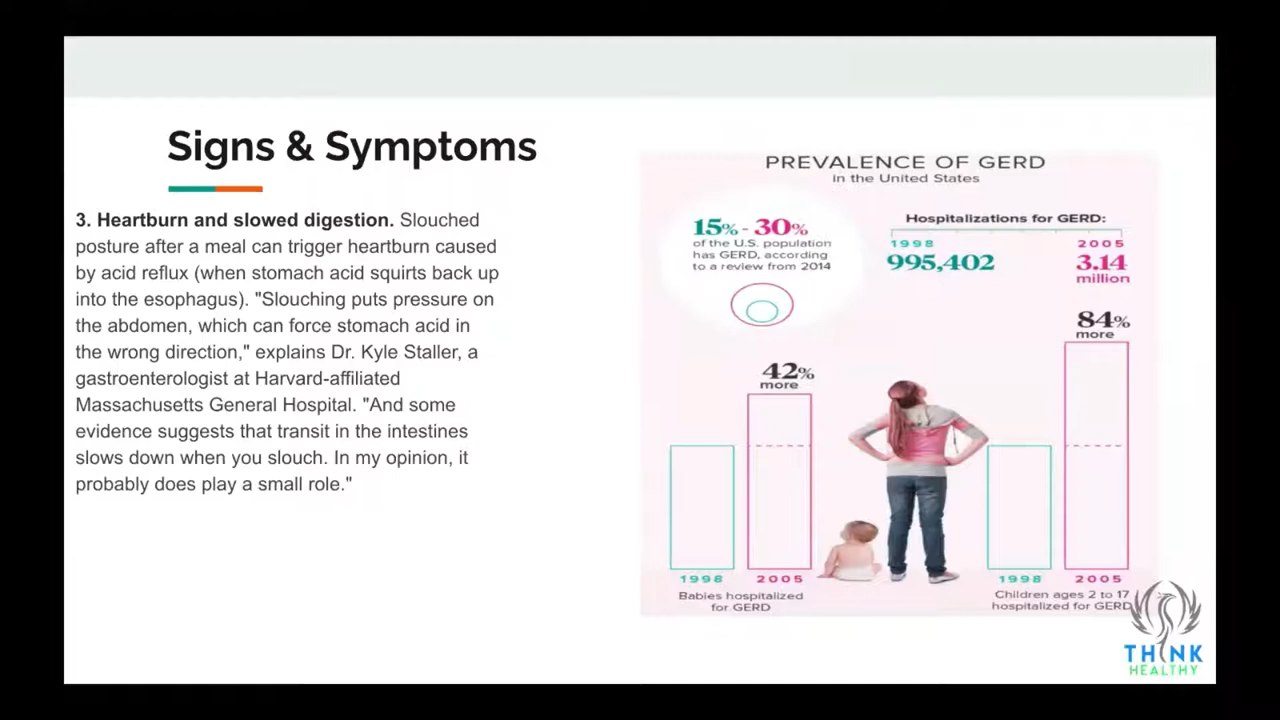 Signs & Symptoms
3. Heartburn and slowed digestion. Slouched
posture after a meal can trigger heartburn caused
by acid reflux (when stomach acid squirts back up
into the esophagus). "Slouching puts pressure on
the abdomen, which can force stomach acid in
the wrong direction," explains Dr. Kyle Staller, a
gastroenterologist at Harvard-affiliated
Massachusetts General Hospital. "And some
evidence suggests that transit in the intestines
slows down when you slouch. In my opinion, it
probably does play a small role."
PREVALENCE OF GERD
in the United States
15% - 30%
of the U.S. population
has GERD, according
to a review from 2014
Hospitalizations for GERD:
1998 2005
995,402 3.14
million
42%
more
84%
more
1998 2005
Babies hospitalized
for GERD
1998 2005
Children ages 2 to 17
hospitalized for GERD
THINK
HEALTHY